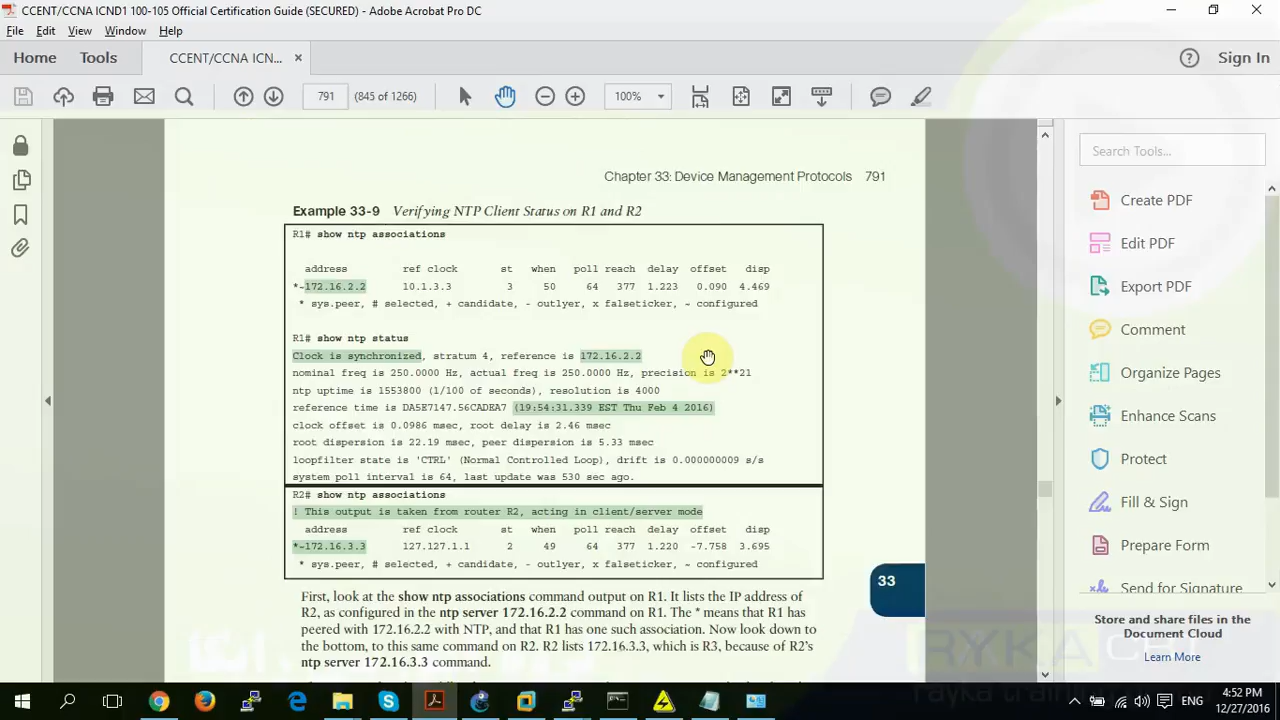 CCENT/CCNA ICND1 100-105 Official Certification Guide (SECURED) - Adobe Acrobat Pro DC
File Edit View Window Help
Home Tools CCENT/CCNA ICN... × ? Sign In
791 (845 of 1266) 100%
Search Tools...
Create PDF
Edit PDF
Export PDF
Comment
Organize Pages
Enhance Scans
Protect
Fill & Sign
Prepare Form
Send for Signature
Store and share files in the
Document Cloud
Learn More
Chapter 33: Device Management Protocols 791
Example 33-9 Verifying NTP Client Status on R1 and R2
R1# show ntp associations
address ref clock st when poll reach delay offset disp
*~172.16.2.2 10.1.3.3 3 50 64 377 1.223 0.090 4.469
* sys.peer, # selected, + candidate, - outlyer, x falseticker, ~ configured
R1# show ntp status
Clock is synchronized, stratum 4, reference is 172.16.2.2
nominal freq is 250.0000 Hz, actual freq is 250.0000 Hz, precision is 2**21
ntp uptime is 1553800 (1/100 of seconds), resolution is 4000
reference time is DA5E7147.56CADEA7 (19:54:31.339 EST Thu Feb 4 2016)
clock offset is 0.0986 msec, root delay is 2.46 msec
root dispersion is 22.19 msec, peer dispersion is 5.33 msec
loopfilter state is 'CTRL' (Normal Controlled Loop), drift is 0.000000009 s/s
system poll interval is 64, last update was 530 sec ago.
R2# show ntp associations
! This output is taken from router R2, acting in client/server mode
address ref clock st when poll reach delay offset disp
*~172.16.3.3 127.127.1.1 2 49 64 377 1.220 -7.758 3.695
* sys.peer, # selected, + candidate, - outlyer, x falseticker, ~ configured
33
First, look at the show ntp associations command output on R1. It lists the IP address of
R2, as configured in the ntp server 172.16.2.2 command on R1. The * means that R1 has
peered with 172.16.2.2 with NTP, and that R1 has one such association. Now look down to
the bottom, to this same command on R2. R2 lists 172.16.3.3, which is R3, because of R2's
ntp server 172.16.3.3 command.
ENG
4:52 PM
12/27/2016